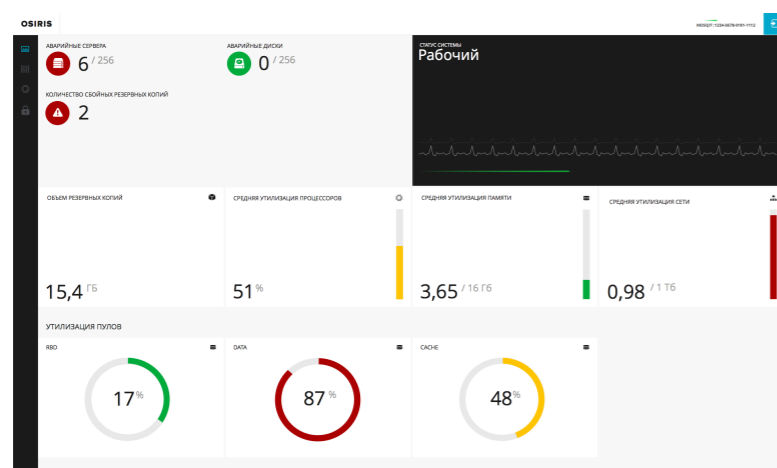 OSIRIS
АВАРИЙНЫЕ СЕРВЕРА
6 / 256
АВАРИЙНЫЕ ДИСКИ
0 / 256
СТАТУС СИСТЕМЫ
Рабочий
КОЛИЧЕСТВО СБОЙНЫХ РЕЗЕРВНЫХ КОПИЙ
2
ОБЪЕМ РЕЗЕРВНЫХ КОПИЙ
15,4 ГБ
СРЕДНЯЯ УТИЛИЗАЦИЯ ПРОЦЕССОРОВ
51 %
СРЕДНЯЯ УТИЛИЗАЦИЯ ПАМЯТИ
3,65 / 16 Гб
СРЕДНЯЯ УТИЛИЗАЦИЯ СЕТИ
0,98 / 1 Тб
УТИЛИЗАЦИЯ ПУЛОВ
RBD
17 %
DATA
87 %
CACHE
48 %